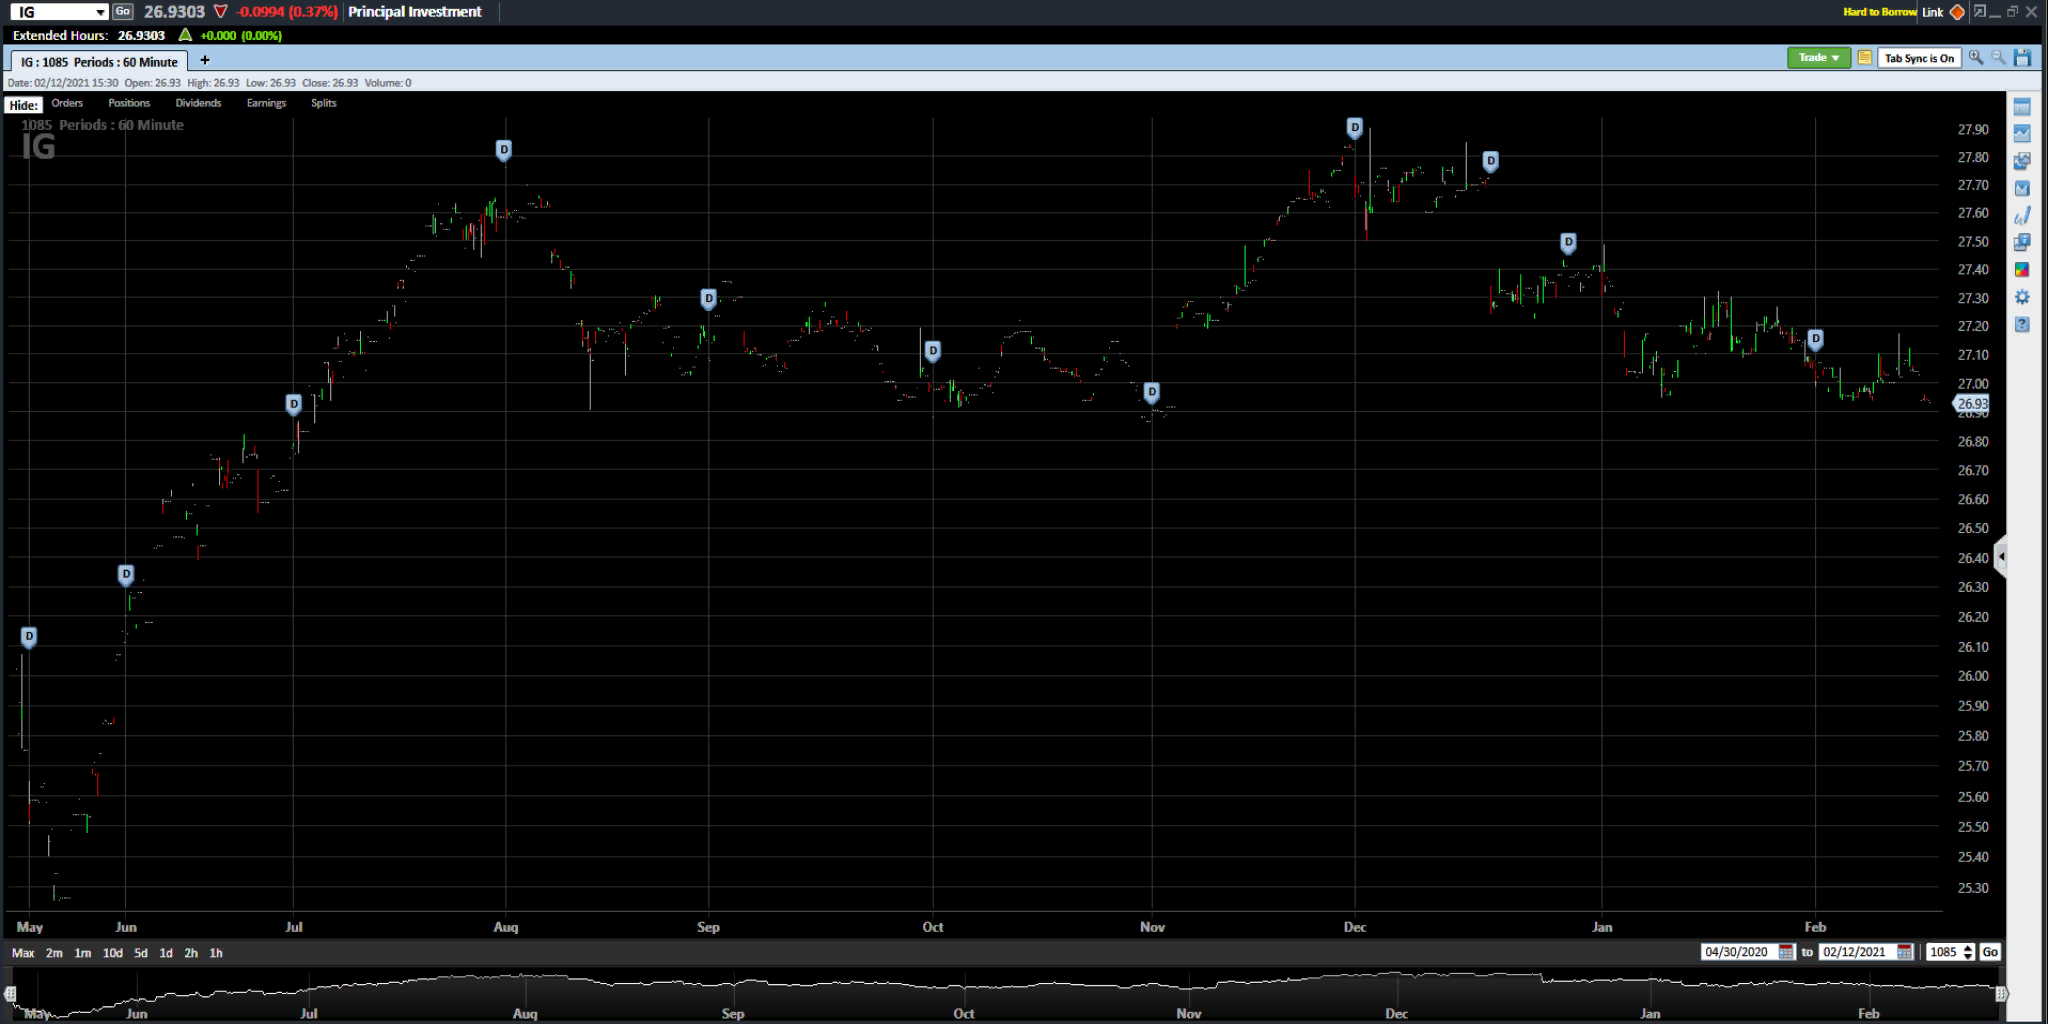 IG Go 26.9303 -0.0994 (0.37%) Principal Investment Hard to Borrow Link
Extended Hours: 26.9303 +0.000 (0.00%)
IG : 1085 Periods : 60 Minute + Trade Tab Sync is On
Date: 02/12/2021 15:30 Open: 26.93 High: 26.93 Low: 26.93 Close: 26.93 Volume: 0
Hide: Orders Positions Dividends Earnings Splits
1085 Periods : 60 Minute
IG
D
D
D
D
D
D
D
D
D
D
D
27.90
27.80
27.70
27.60
27.50
27.40
27.30
27.20
27.10
27.00
26.93
26.90
26.80
26.70
26.60
26.50
26.40
26.30
26.20
26.10
26.00
25.90
25.80
25.70
25.60
25.50
25.40
25.30
May Jun Jul Aug Sep Oct Nov Dec Jan Feb
Max 2m 1m 10d 5d 1d 2h 1h 04/30/2020 to 02/12/2021 1085 Go
May Jun Jul Aug Sep Oct Nov Dec Jan Feb